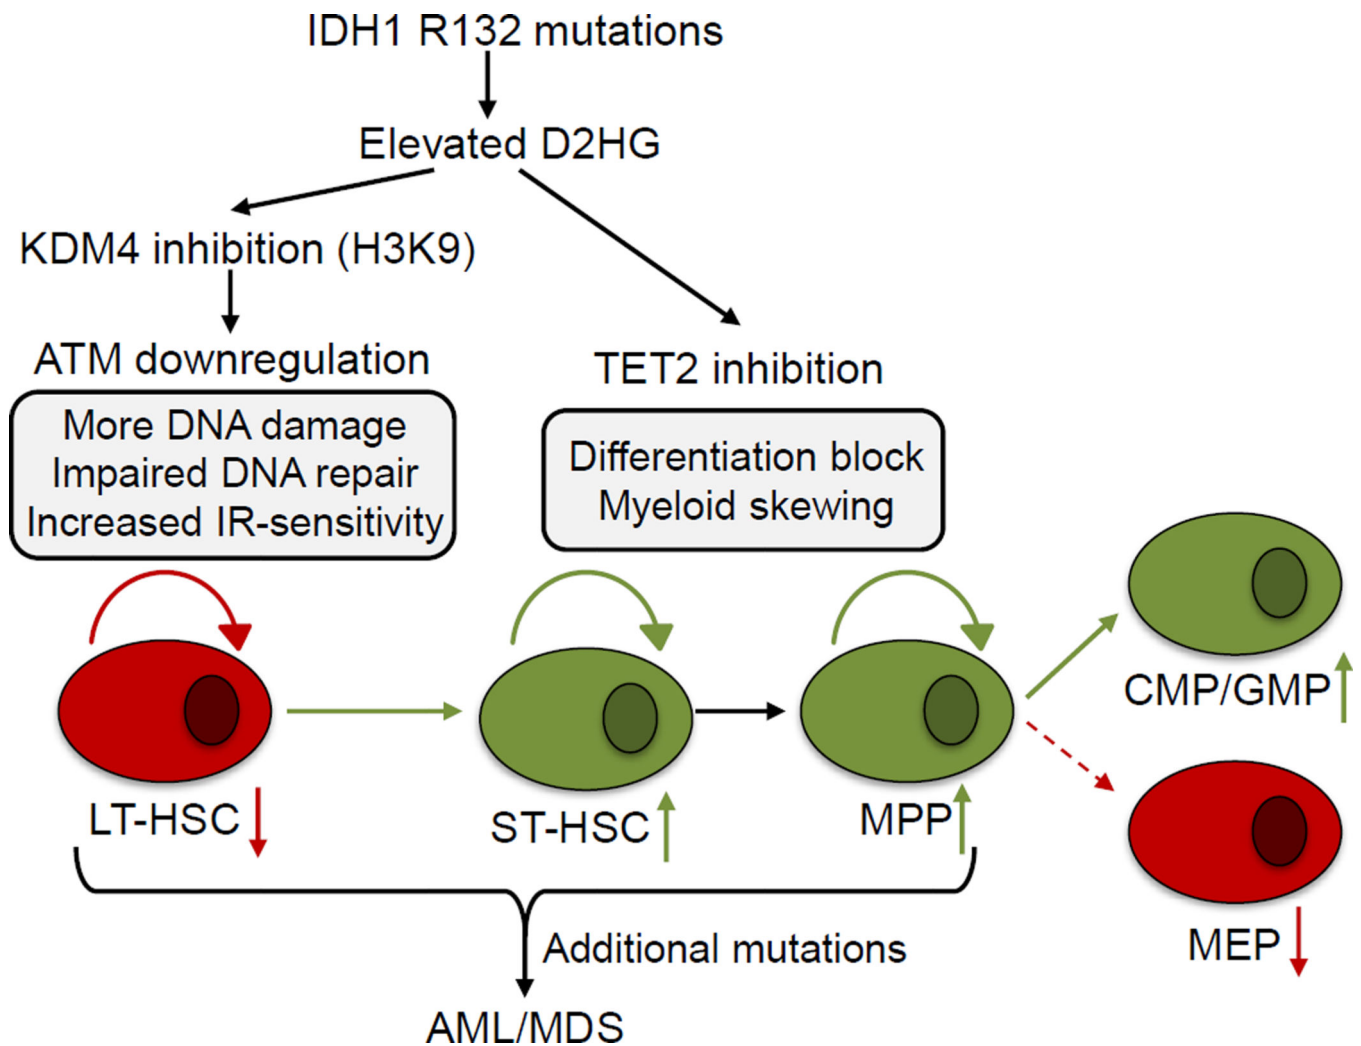 IDH1 R132 mutations
Elevated D2HG
KDM4 inhibition (H3K9)
ATM downregulation
TET2 inhibition
More DNA damage
Impaired DNA repair
Increased IR-sensitivity
Differentiation block
Myeloid skewing
CMP/GMP
LT-HSC
ST-HSC
MPP
MEP
Additional mutations
AML/MDS